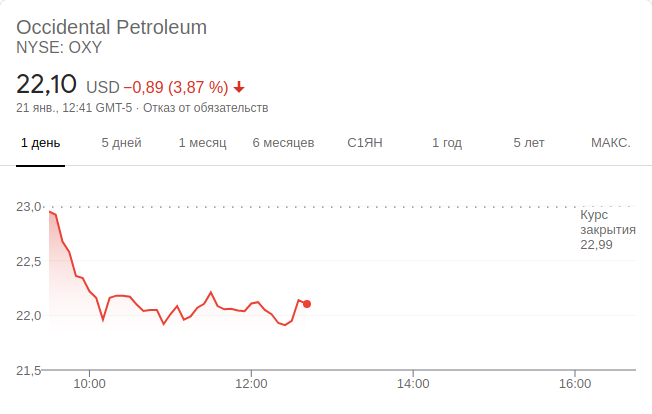 Occidental Petroleum
NYSE: OXY
22,10 USD −0,89 (3,87 %)
21 янв., 12:41 GMT-5 · Отказ от обязательств
1 день 5 дней 1 месяц 6 месяцев С1ЯН 1 год 5 лет МАКС.
23,0
Курс
закрытия
22,99
22,5
22,0
21,5
10:00 12:00 14:00 16:00